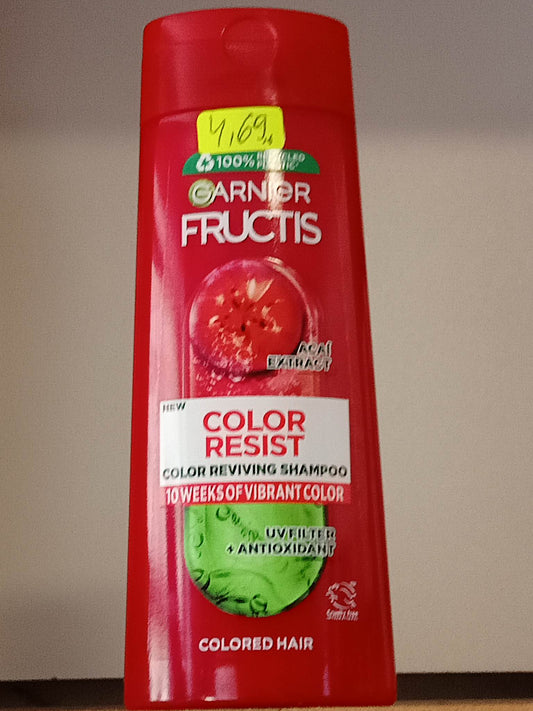 4,69
100% RECYCLED
PLASTIC*
GARNIER
FRUCTIS
AÇAÍ
EXTRACT
NEW
COLOR
RESIST
COLOR REVIVING SHAMPOO
10 WEEKS OF VIBRANT COLOR
UV FILTER
+ ANTIOXIDANT
COLORED HAIR